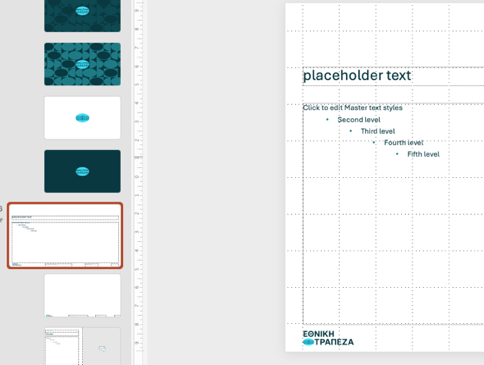 placeholder text
Click to edit Master text styles
• Second level
• Third level
• Fourth level
• Fifth level
ΕΘΝΙΚΗ
ΤΡΑΠΕΖΑ